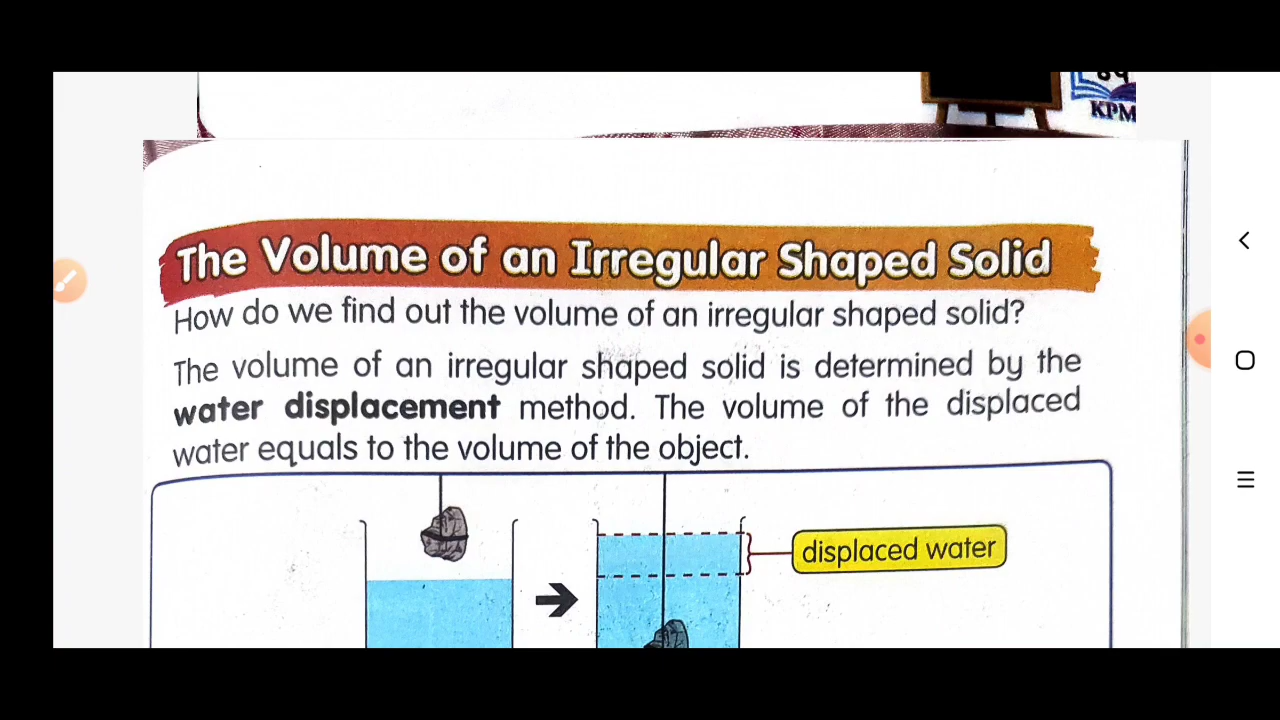 KPM
The Volume of an Irregular Shaped Solid
How do we find out the volume of an irregular shaped solid?
The volume of an irregular shaped solid is determined by the
water displacement method. The volume of the displaced
water equals to the volume of the object.
displaced water